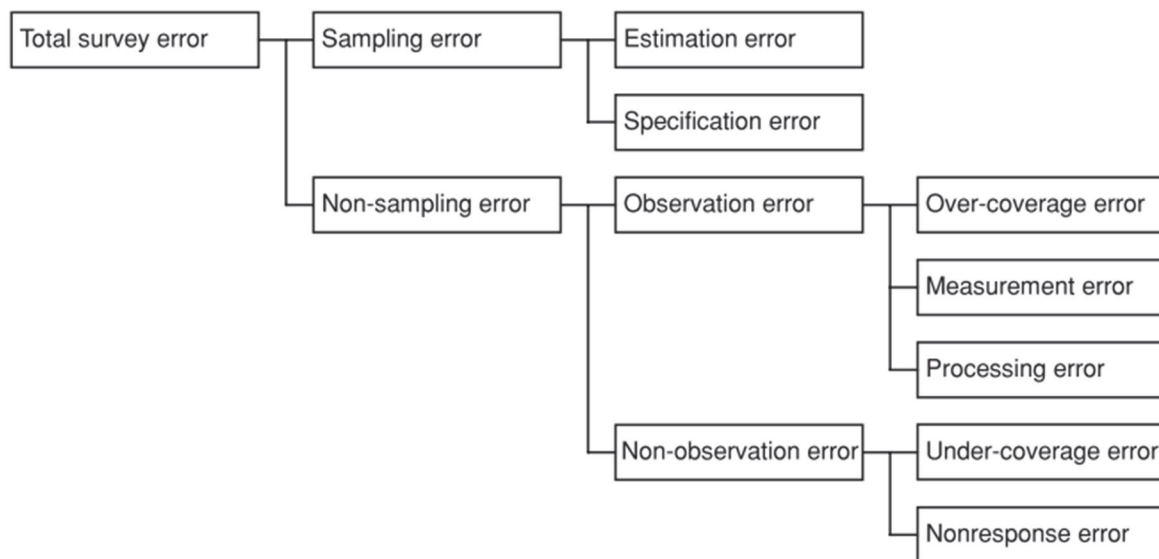 Total survey error
Sampling error
Estimation error
Specification error
Non-sampling error
Observation error
Over-coverage error
Measurement error
Processing error
Non-observation error
Under-coverage error
Nonresponse error